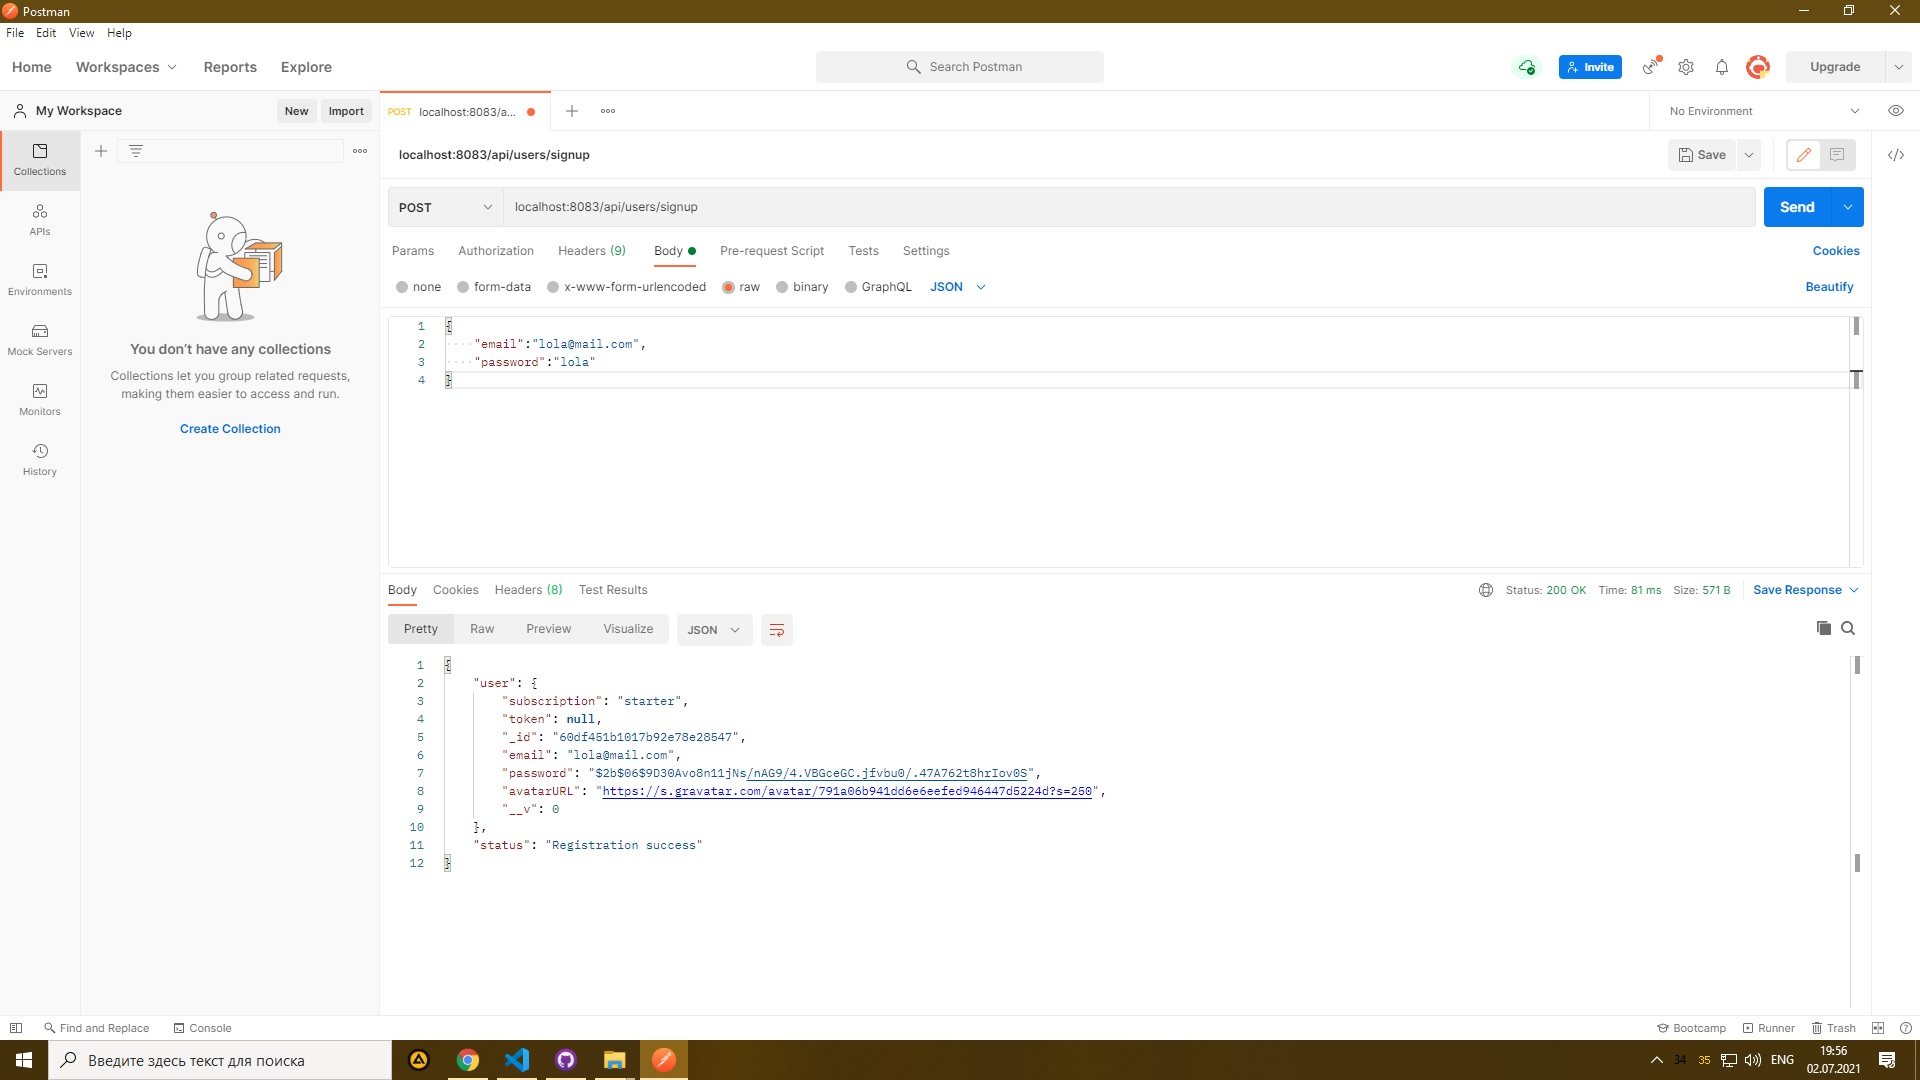 Postman
File Edit View Help
Home Workspaces Reports Explore
Search Postman
Invite
Upgrade
My Workspace
New Import
POST localhost:8083/a...
No Environment
Collections
APIs
Environments
Mock Servers
Monitors
History
You don’t have any collections
Collections let you group related requests,
making them easier to access and run.
Create Collection
localhost:8083/api/users/signup
Save
POST
localhost:8083/api/users/signup
Send
Params Authorization Headers (9) Body Pre-request Script Tests Settings
Cookies
none form-data x-www-form-urlencoded raw binary GraphQL JSON
Beautify
1 {
2 "email":"lola@mail.com",
3 "password":"lola"
4 }
Body Cookies Headers (8) Test Results
Status: 200 OK Time: 81 ms Size: 571 B Save Response
Pretty Raw Preview Visualize JSON
1 {
2 "user": {
3 "subscription": "starter",
4 "token": null,
5 "_id": "60df451b1017b92e78e28547",
6 "email": "lola@mail.com",
7 "password": "$2b$06$9D30Avo8n11jNs/nAG9/4.VBGceGC.jfvbu0/.47A762t8hrIov0S",
8 "avatarURL": "https://s.gravatar.com/avatar/791a06b941dd6e6eefed946447d5224d?s=250",
9 "__v": 0
10 },
11 "status": "Registration success"
12 }
Find and Replace Console
Bootcamp Runner Trash
Введите здесь текст для поиска
34 35 ENG
19:56
02.07.2021